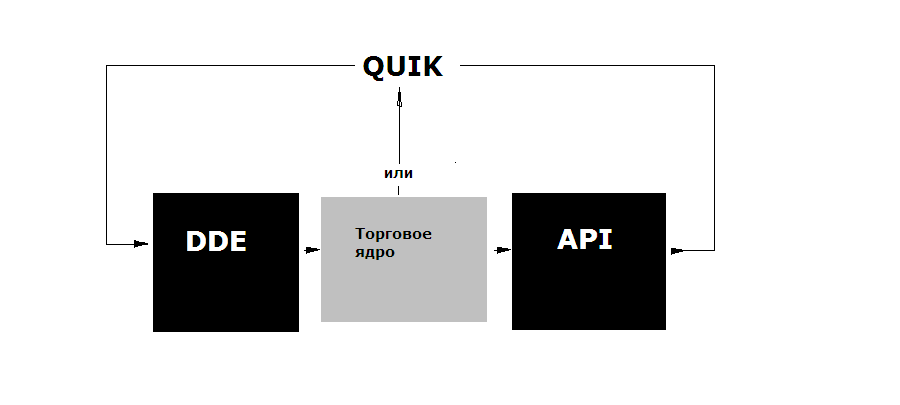 QUIK
или
DDE
Торговое
ядро
API